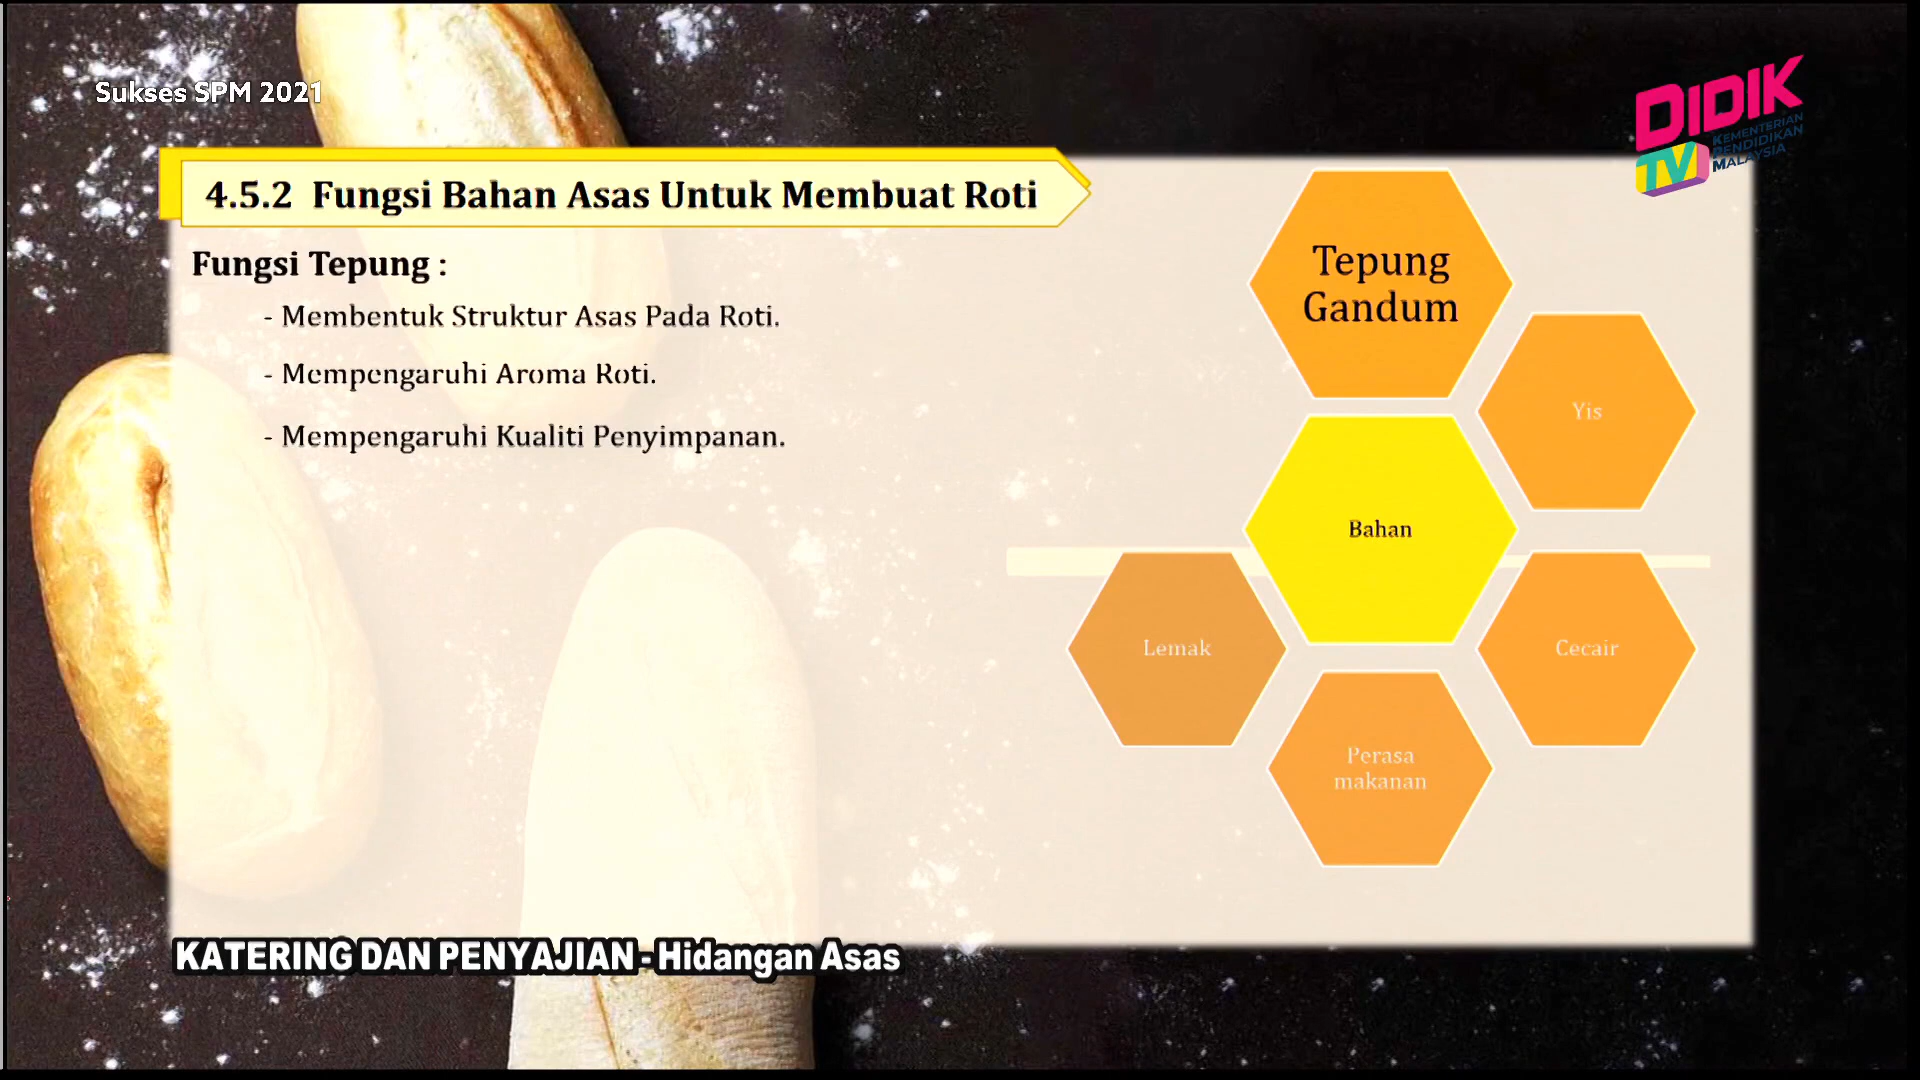 Sukses SPM 2021
DIDIK
TV
KEMENTERIAN
PENDIDIKAN
MALAYSIA
4.5.2 Fungsi Bahan Asas Untuk Membuat Roti
Fungsi Tepung :
- Membentuk Struktur Asas Pada Roti.
- Mempengaruhi Aroma Roti.
- Mempengaruhi Kualiti Penyimpanan.
Tepung
Gandum
Yis
Bahan
Lemak
Cecair
Perasa
makanan
KATERING DAN PENYAJIAN - Hidangan Asas